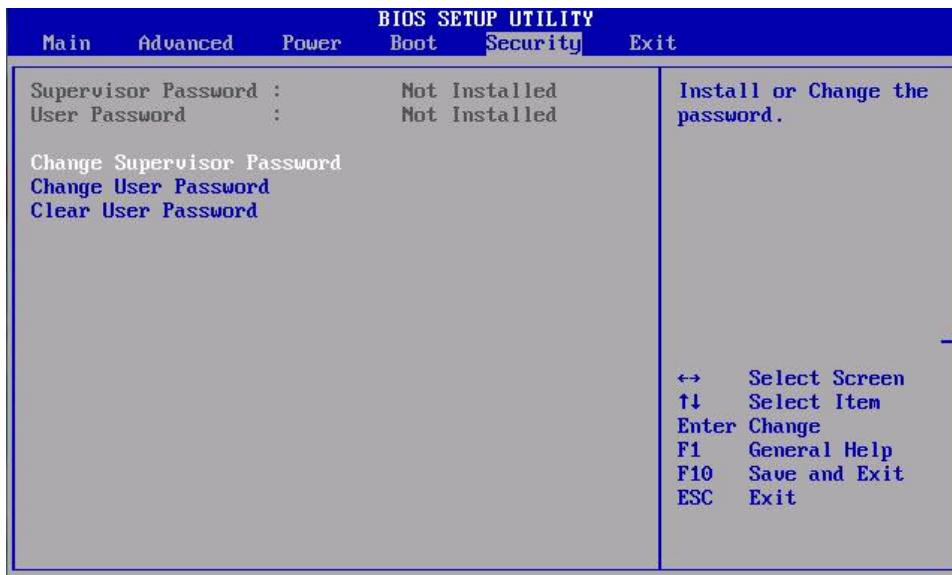 BIOS SETUP UTILITY
Main Advanced Power Boot Security Exit
Supervisor Password : Not Installed
User Password : Not Installed
Change Supervisor Password
Change User Password
Clear User Password
Install or Change the
password.
←→ Select Screen
↑↓ Select Item
Enter Change
F1 General Help
F10 Save and Exit
ESC Exit